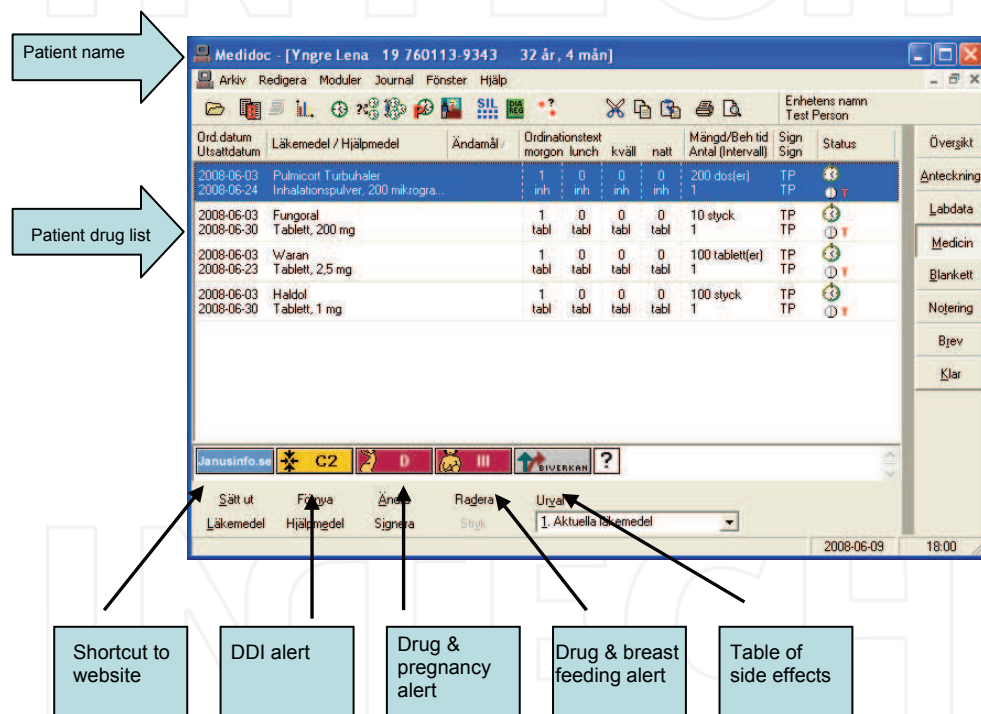 Patient name
Medidoc - [Yngre Lena 19 760113-9343 32 år, 4 mån]
Arkiv Redigera Moduler Journal Fönster Hjälp
SIL DIA REG
Enhetens namn
Test Person
Ord.datum Läkemedel / Hjälpmedel Ändamål Ordinationstext Mängd/Beh tid Sign Status
Utsattdatum morgon lunch kväll natt Antal (Intervall) Sign
2008-06-03 Pulmicort Turbuhaler 1 0 0 0 200 dos(er) TP
2008-06-24 Inhalationspulver, 200 mikrogra... inh inh inh inh 1 TP
2008-06-03 Fungoral 1 0 0 0 10 styck TP
2008-06-30 Tablett, 200 mg tabl tabl tabl tabl 1 TP
2008-06-03 Waran 1 0 0 0 100 tablett(er) TP
2008-06-23 Tablett, 2,5 mg tabl tabl tabl tabl 1 TP
2008-06-03 Haldol 1 0 0 0 100 styck TP
2008-06-30 Tablett, 1 mg tabl tabl tabl tabl 1 TP
Översikt
Anteckning
Labdata
Medicin
Blankett
Notering
Brev
Klar
Patient drug list
Janusinfo.se C2 D III BIVERKAN ?
Sätt ut Förnya Ändra Radera Urval
Läkemedel Hjälpmedel Signera Stryk 1. Aktuella läkemedel
2008-06-09 18:00
Shortcut to
website
DDI alert
Drug &
pregnancy
alert
Drug & breast
feeding alert
Table of
side effects
INTECH